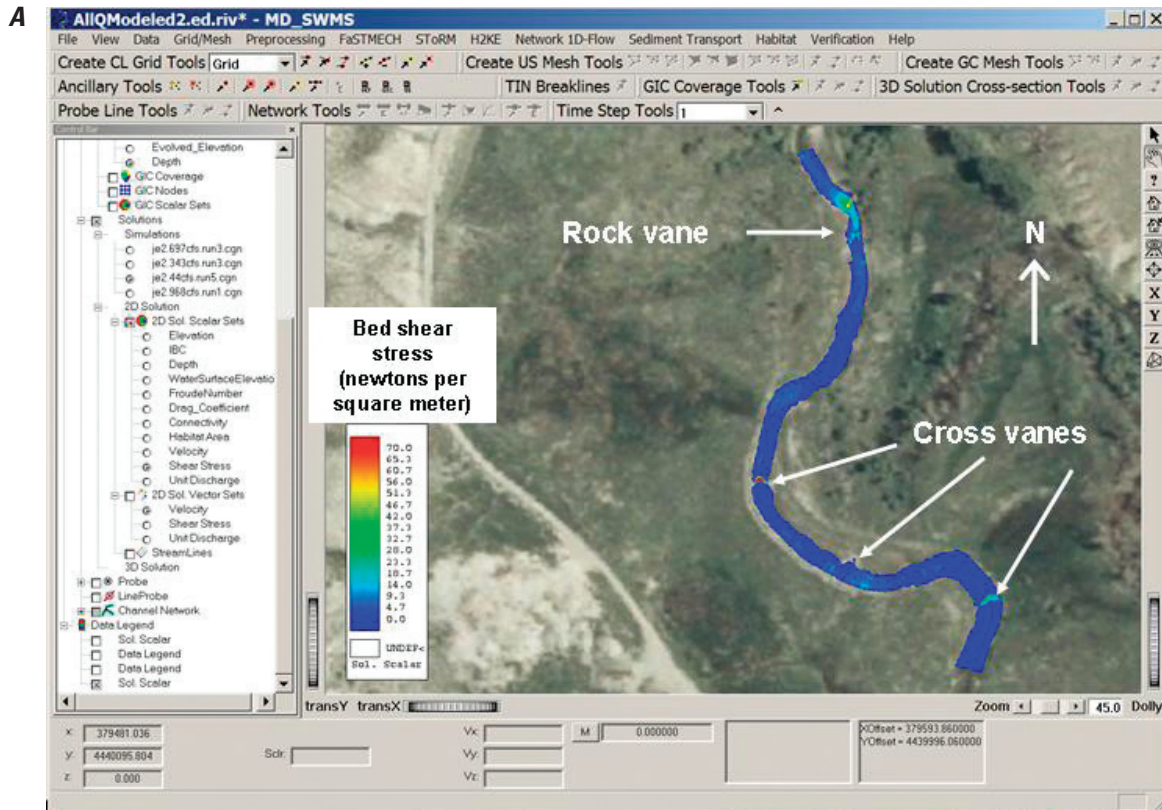 A
AllQModeled2.ed.riv* - MD_SWMS
File View Data Grid/Mesh Preprocessing FaSTMECH SToRM H2KE Network 1D-Flow Sediment Transport Habitat Verification Help
Create CL Grid Tools Grid Create US Mesh Tools Create GC Mesh Tools
Ancillary Tools TIN Breaklines GIC Coverage Tools 3D Solution Cross-section Tools
Probe Line Tools Network Tools Time Step Tools 1
Control Bar
Evolved_Elevation
Depth
GIC Coverage
GIC Nodes
GIC Scalar Sets
Solutions
Simulations
je2.697cfs.run3.cgn
je2.343cfs.run3.cgn
je2.44cfs.run5.cgn
je2.968cfs.run1.cgn
2D Solution
2D Sol. Scalar Sets
Elevation
IBC
Depth
WaterSurfaceElevatio
FroudeNumber
Drag_Coefficient
Connectivity
Habitat Area
Velocity
Shear Stress
Unit Discharge
2D Sol. Vector Sets
Velocity
Shear Stress
Unit Discharge
StreamLines
3D Solution
Probe
LineProbe
Channel Network
Data Legend
Sol. Scalar
Data Legend
Data Legend
Sol. Scalar
Rock vane
N
Bed shear
stress
(newtons per
square meter)
Cross vanes
70.0
65.3
60.7
56.0
51.3
46.7
42.0
37.3
32.7
28.0
23.3
18.7
14.0
9.3
4.7
0.0
UNDEF<
Sol. Scalar
?
X
Y
Z
transY transX Zoom 45.0 Dolly
x: 379481.036 Vx: M 0.000000 XOffset = 379593.860000
YOffset = 4439996.060000
y: 4440095.804 Sclr: Vy:
z: 0.000 Vz: